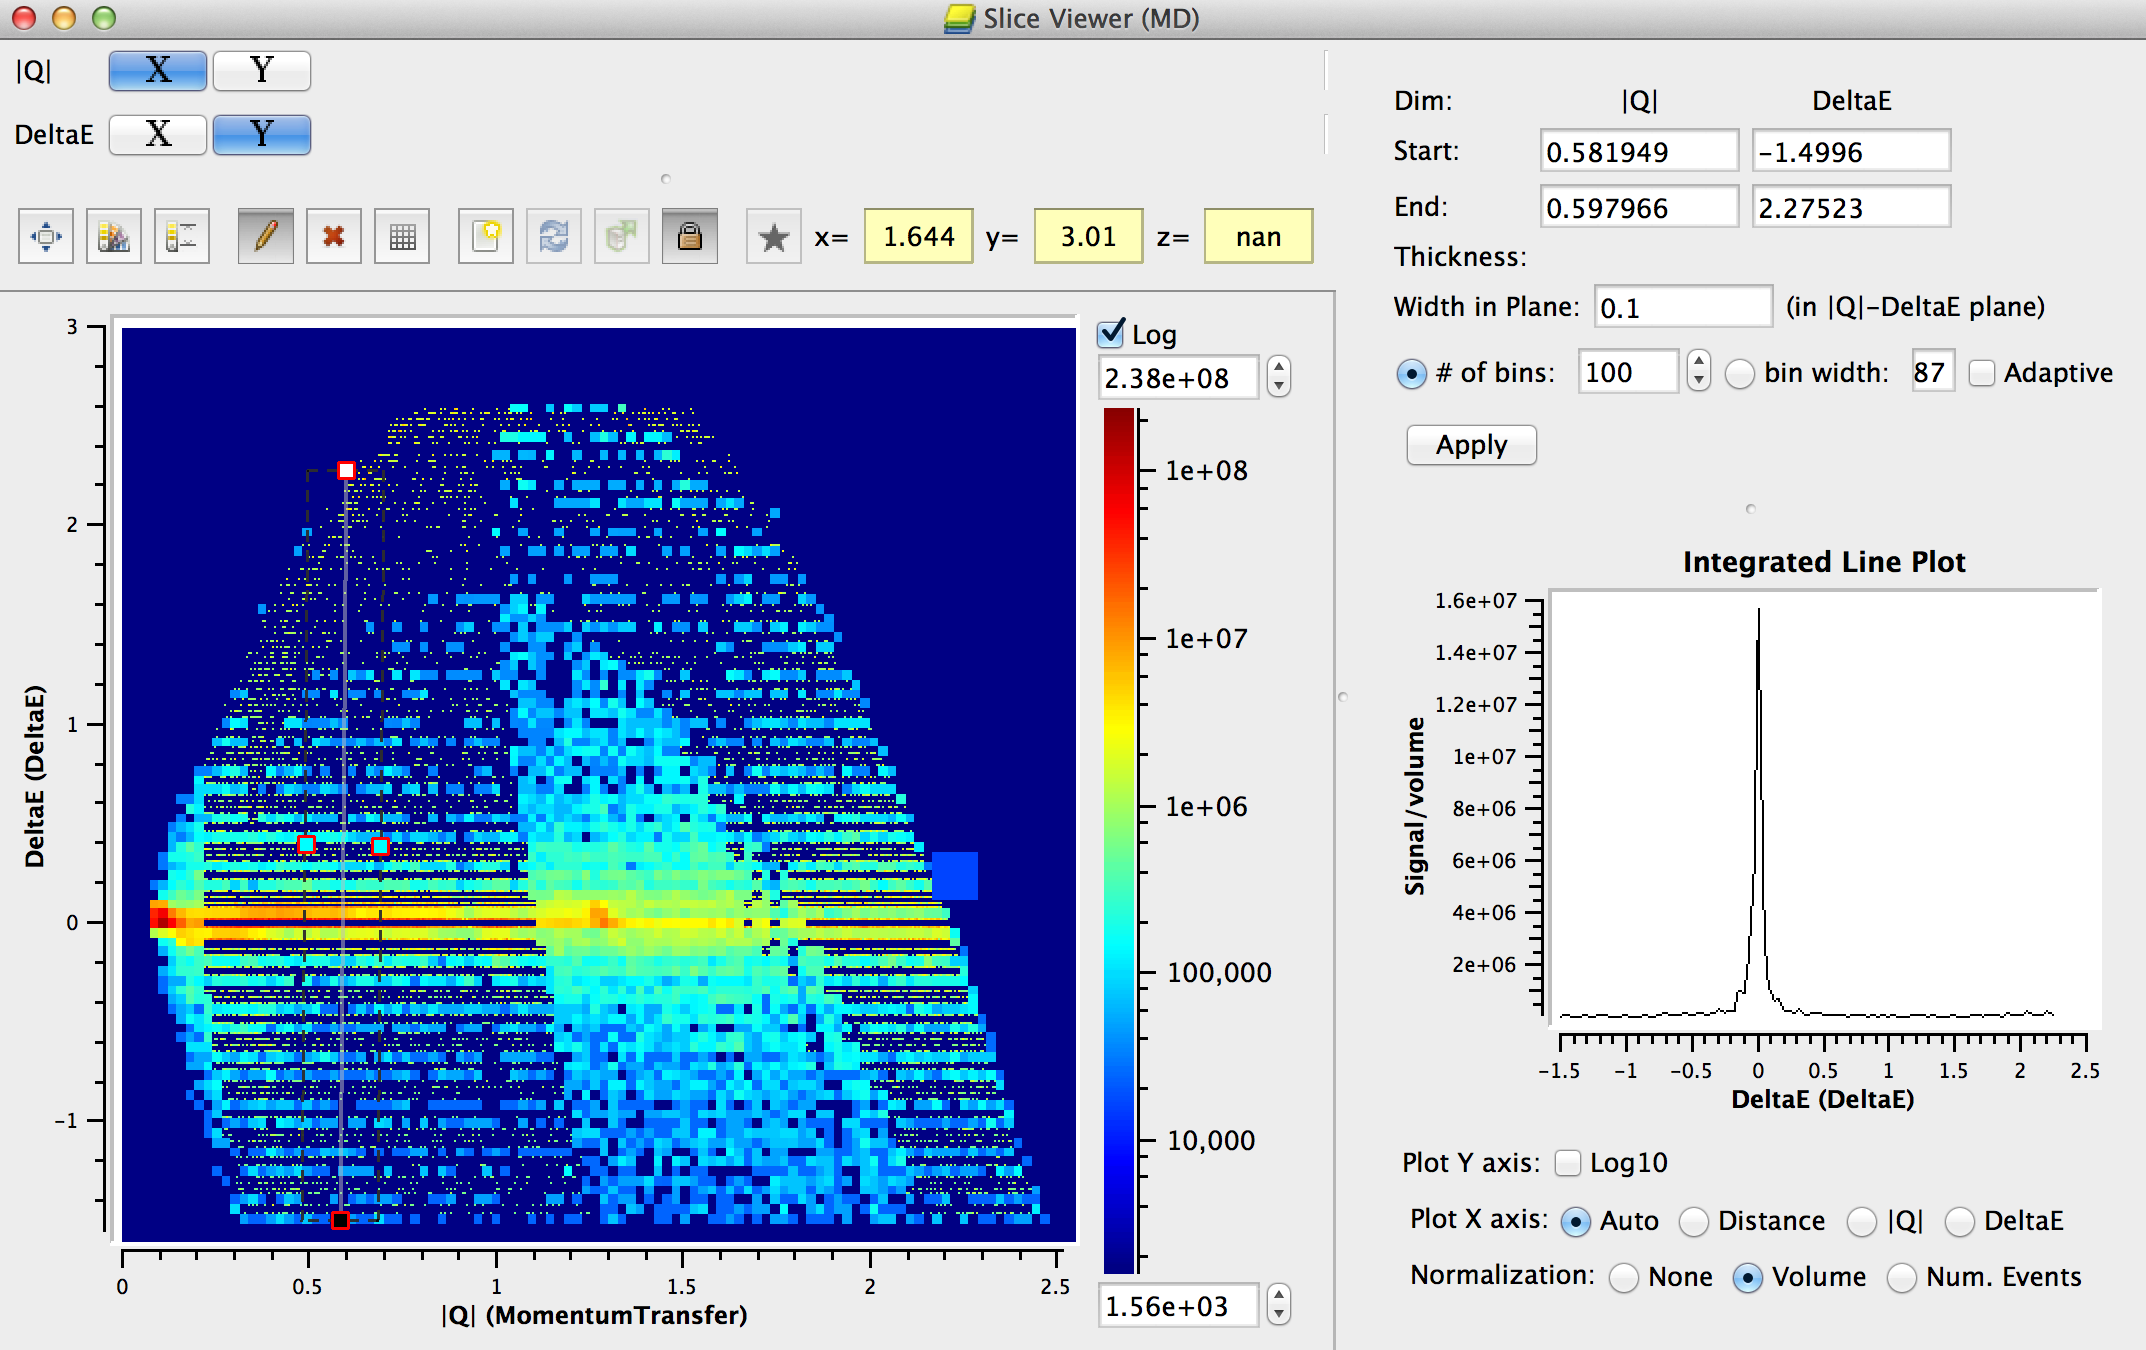 Slice Viewer (MD)
|Q| X Y
DeltaE X Y
x= 1.644 y= 3.01 z= nan
Log
2.38e+08
1e+08
1e+07
1e+06
100,000
10,000
1.56e+03
3
2
1
0
-1
DeltaE (DeltaE)
0 0.5 1 1.5 2 2.5
|Q| (MomentumTransfer)
Dim: |Q| DeltaE
Start: 0.581949 -1.4996
End: 0.597966 2.27523
Thickness:
Width in Plane: 0.1 (in |Q|-DeltaE plane)
# of bins: 100 bin width: 87 Adaptive
Apply
Integrated Line Plot
1.6e+07
1.4e+07
1.2e+07
1e+07
8e+06
6e+06
4e+06
2e+06
Signal/volume
-1.5 -1 -0.5 0 0.5 1 1.5 2 2.5
DeltaE (DeltaE)
Plot Y axis: Log10
Plot X axis: Auto Distance |Q| DeltaE
Normalization: None Volume Num. Events